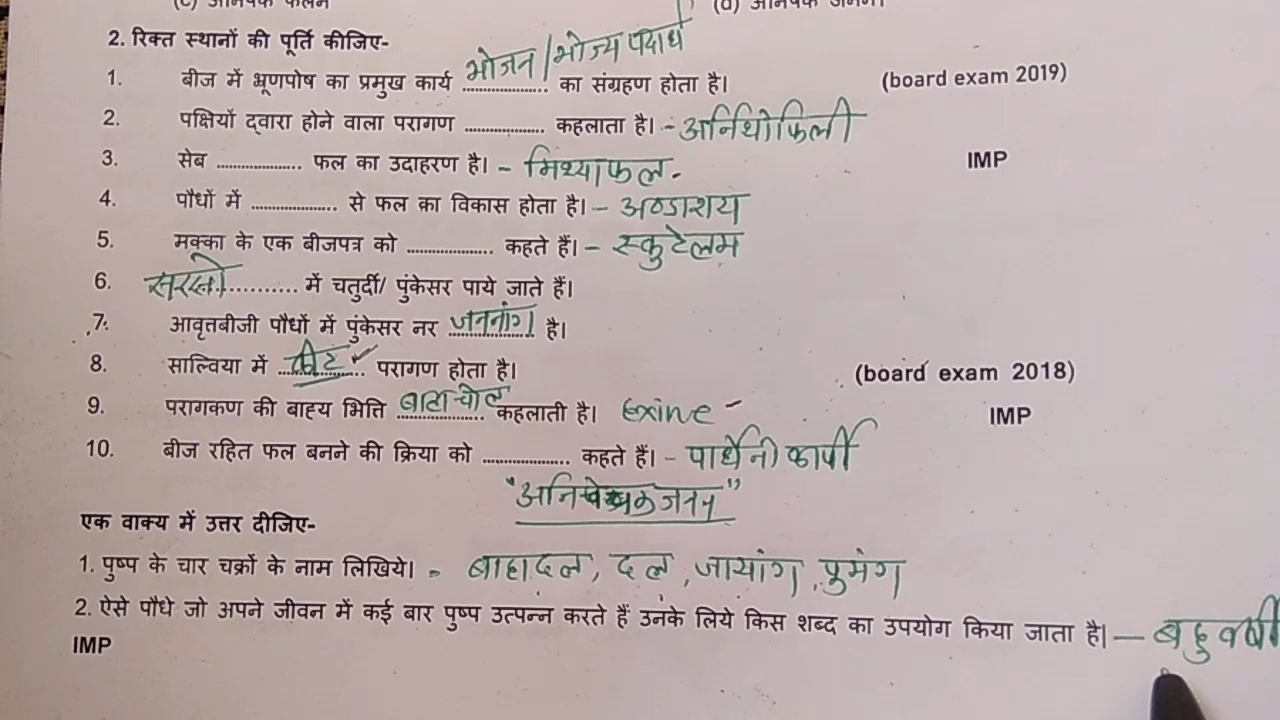 (c) अनिषेक फलन (d) अनिषेक जनन।
2. रिक्त स्थानों की पूर्ति कीजिए-
1. बीज में भ्रूणपोष का प्रमुख कार्य भोजन/भोज्य पदार्थ का संग्रहण होता है। (board exam 2019)
2. पक्षियों द्वारा होने वाला परागण .................. कहलाता है। - अर्निथोफिली
3. सेब .................. फल का उदाहरण है। - मिथ्याफल - IMP
4. पौधों में .................. से फल का विकास होता है। - अण्डाशय
5. मक्का के एक बीजपत्र को .................. कहते हैं। - स्कुटेलम
6. सरसों .......... में चतुर्दी/ पुंकेसर पाये जाते हैं।
7. आवृत्तबीजी पौधों में पुंकेसर नर जननांग है।
8. साल्विया में कीट परागण होता है। (board exam 2018)
9. परागकण की बाह्य भित्ति बाह्यचोल कहलाती है। Exine - IMP
10. बीज रहित फल बनने की क्रिया को .................. कहते हैं। - पार्थेनोकार्पी
"अनिषेकजनन"
एक वाक्य में उत्तर दीजिए-
1. पुष्प के चार चक्रों के नाम लिखिये। - बाह्यदल, दल, जायांग, पुमंग
2. ऐसे पौधे जो अपने जीवन में कई बार पुष्प उत्पन्न करते हैं उनके लिये किस शब्द का उपयोग किया जाता है। — बहुवर्षी
IMP